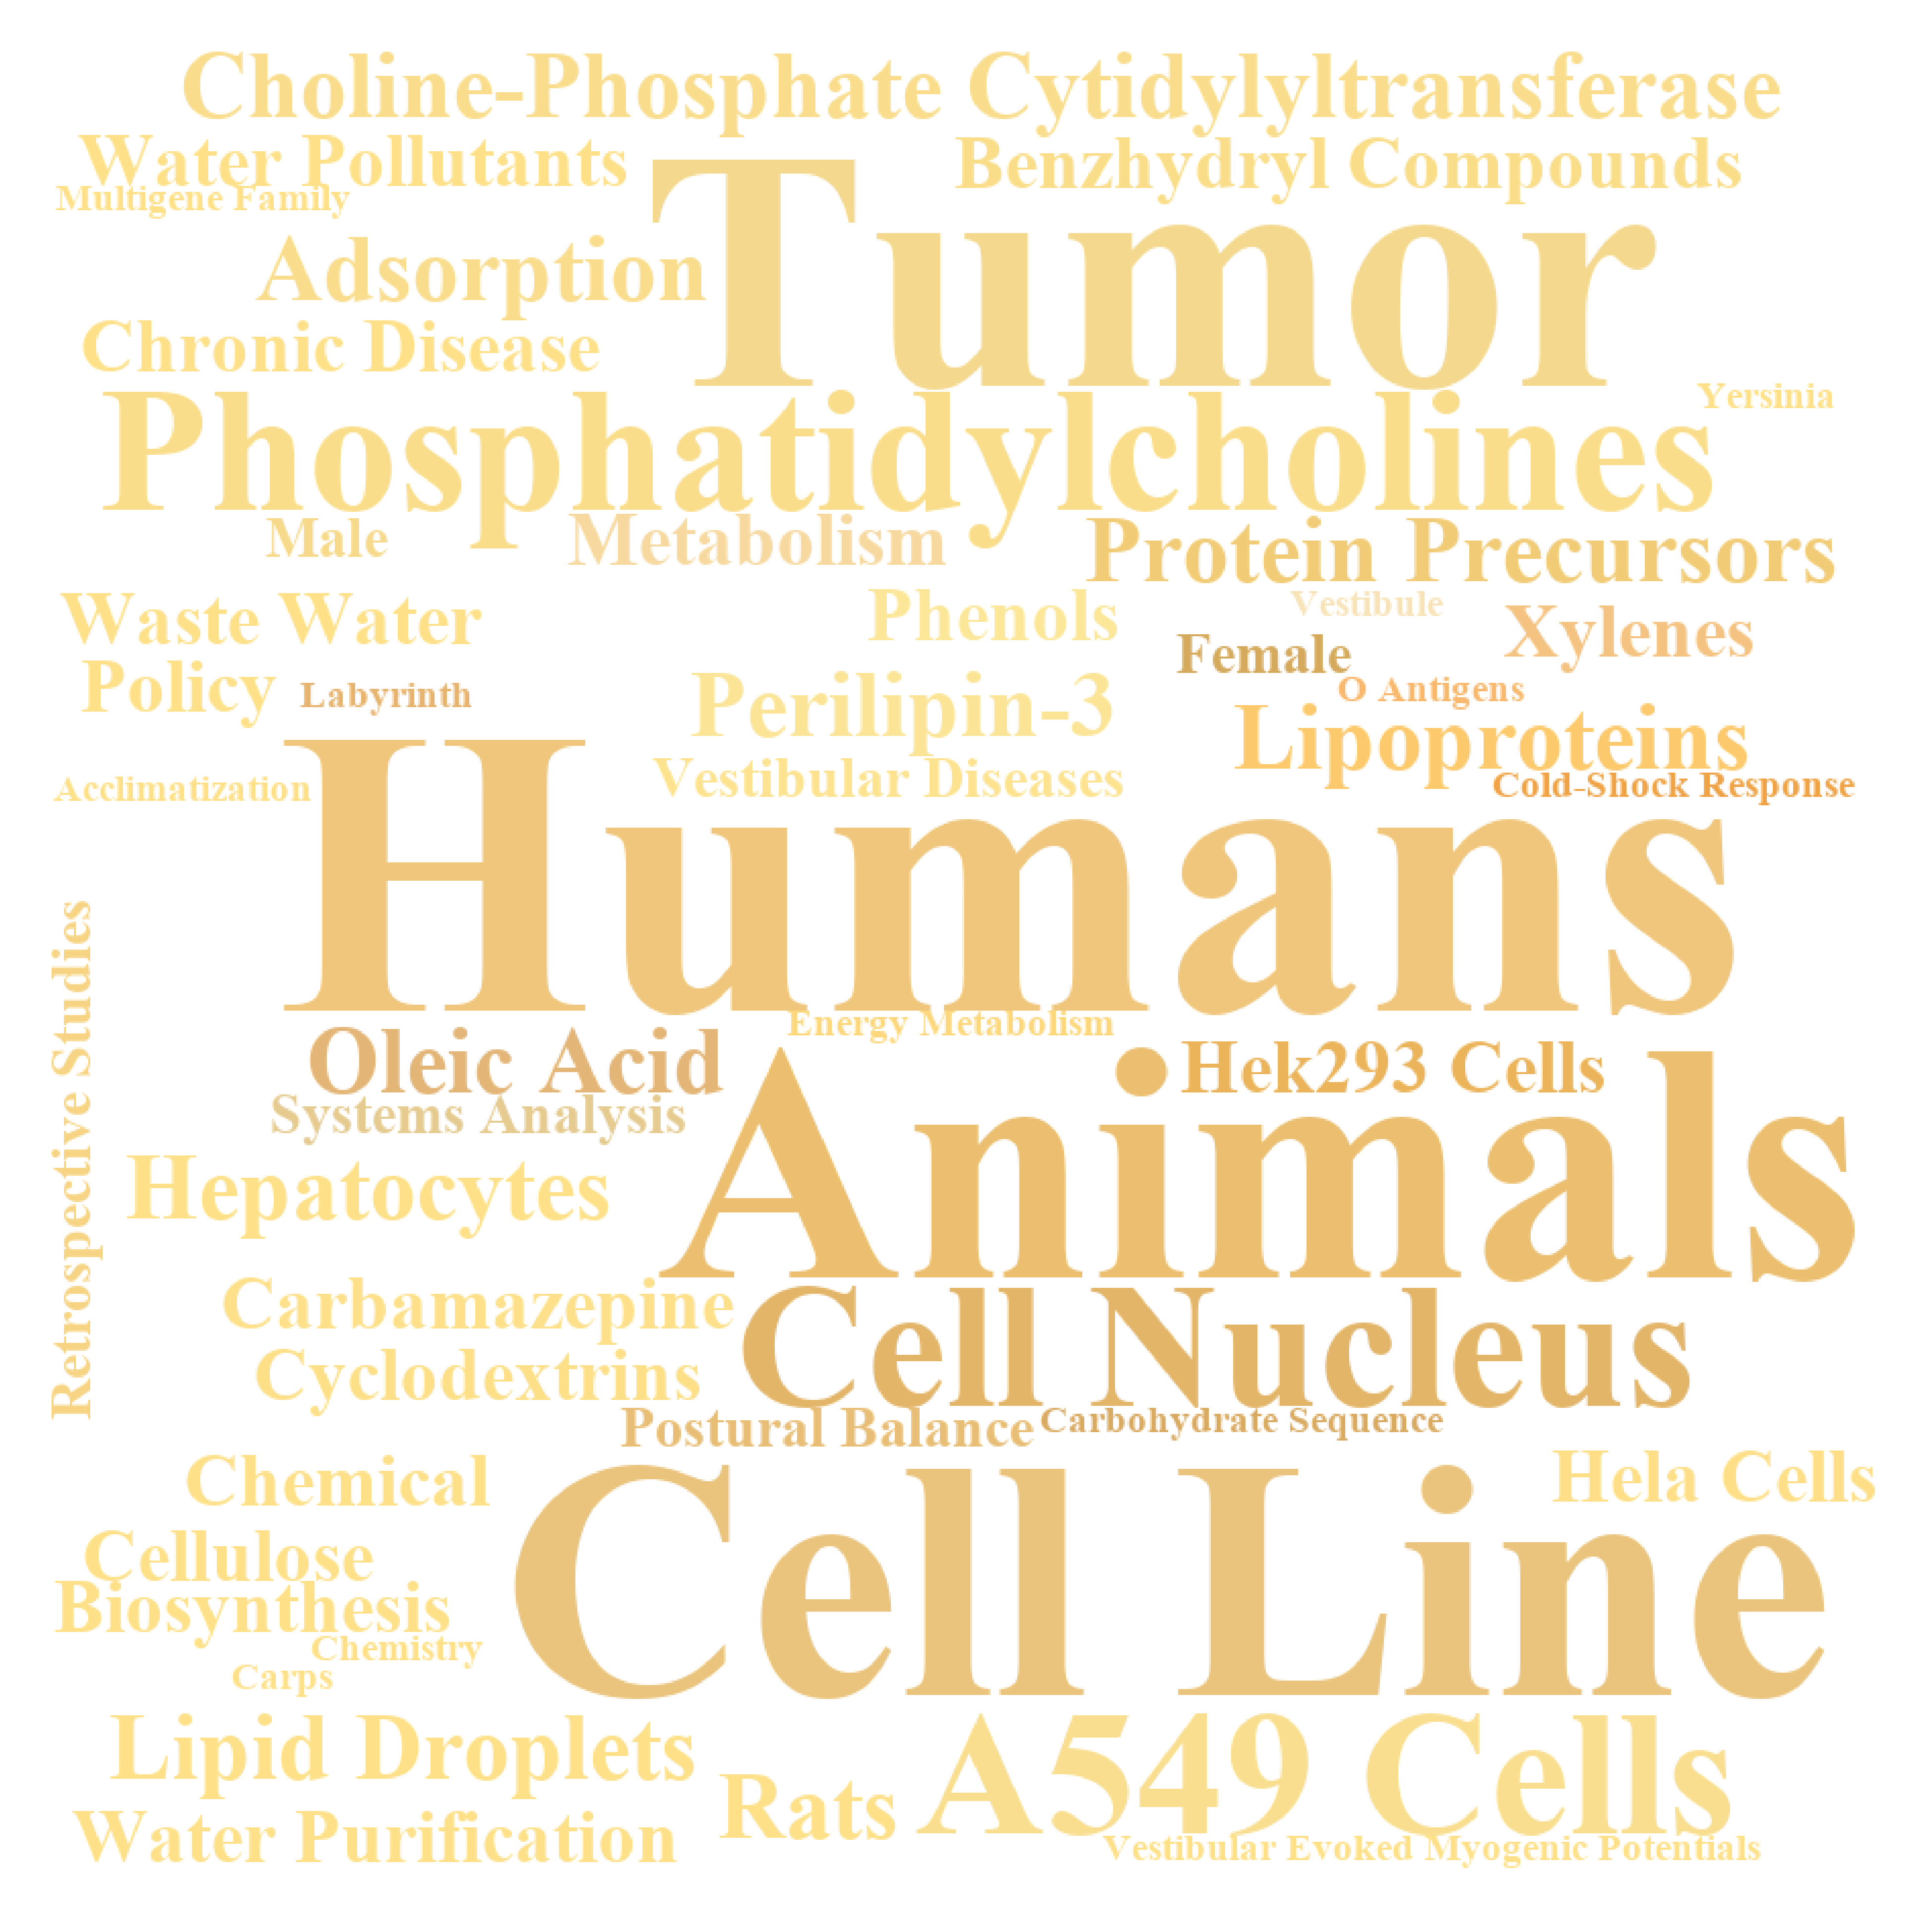 Choline-Phosphate Cytidylyltransferase
Water Pollutants
Benzhydryl Compounds
Multigene Family
Tumor
Adsorption
Chronic Disease
Yersinia
Phosphatidylcholines
Male
Metabolism
Protein Precursors
Waste Water
Phenols
Vestibule
Xylenes
Female
Policy
Labyrinth
Perilipin-3
O Antigens
Lipoproteins
Acclimatization
Vestibular Diseases
Cold-Shock Response
Humans
Retrospective Studies
Energy Metabolism
Oleic Acid
Hek293 Cells
Systems Analysis
Animals
Hepatocytes
Carbamazepine
Cell Nucleus
Cyclodextrins
Postural Balance
Carbohydrate Sequence
Chemical
Hela Cells
Cell Line
Cellulose
Biosynthesis
Chemistry
Carps
Lipid Droplets
Rats
A549 Cells
Water Purification
Vestibular Evoked Myogenic Potentials